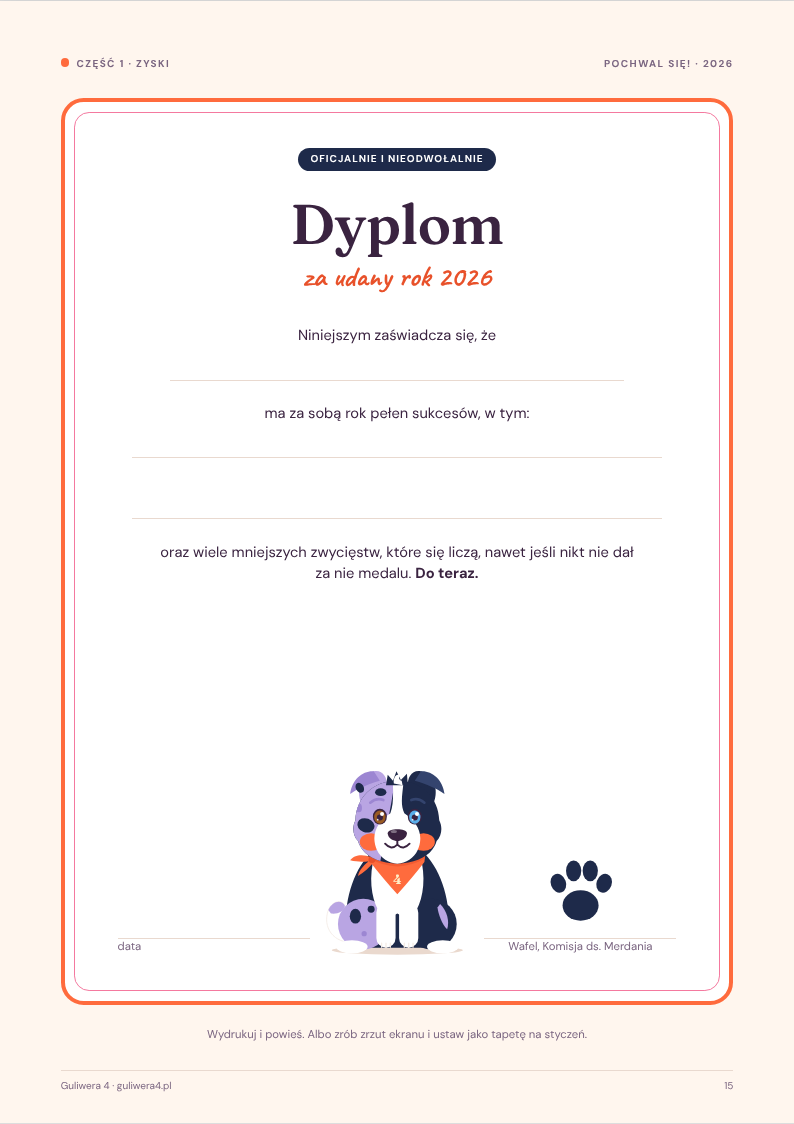 CZĘŚĆ 1 · ZYSKI
POCHWAL SIĘ! · 2026
OFICJALNIE I NIEODWOŁALNIE
Dyplom
za udany rok 2026
Niniejszym zaświadcza się, że
ma za sobą rok pełen sukcesów, w tym:
oraz wiele mniejszych zwycięstw, które się liczą, nawet jeśli nikt nie dał
za nie medalu. Do teraz.
4
data
Wafel, Komisja ds. Merdania
Wydrukuj i powieś. Albo zrób zrzut ekranu i ustaw jako tapetę na styczeń.
Guliwera 4 · guliwera4.pl
15